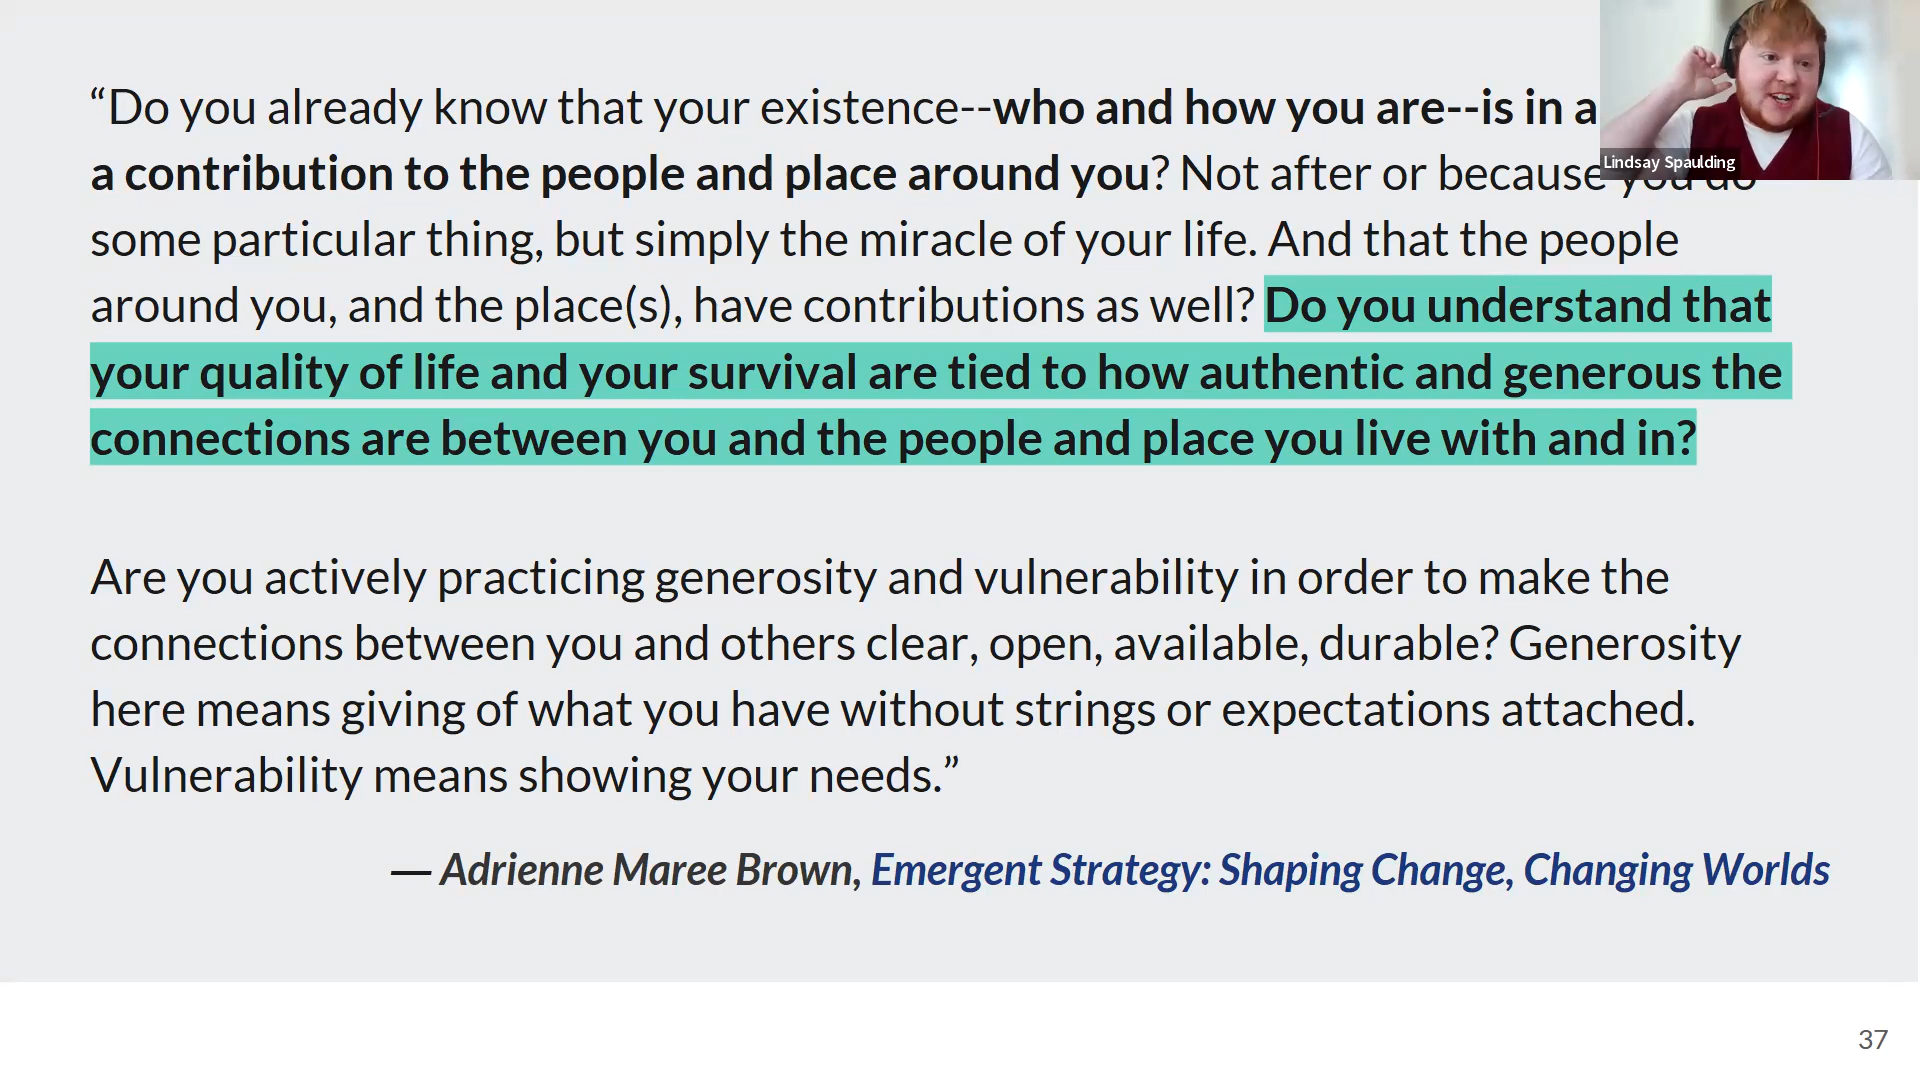 “Do you already know that your existence--who and how you are--is in a
a contribution to the people and place around you? Not after or because you do
some particular thing, but simply the miracle of your life. And that the people
around you, and the place(s), have contributions as well? Do you understand that
your quality of life and your survival are tied to how authentic and generous the
connections are between you and the people and place you live with and in?
Are you actively practicing generosity and vulnerability in order to make the
connections between you and others clear, open, available, durable? Generosity
here means giving of what you have without strings or expectations attached.
Vulnerability means showing your needs.”
— Adrienne Maree Brown, Emergent Strategy: Shaping Change, Changing Worlds
Lindsay Spaulding
37